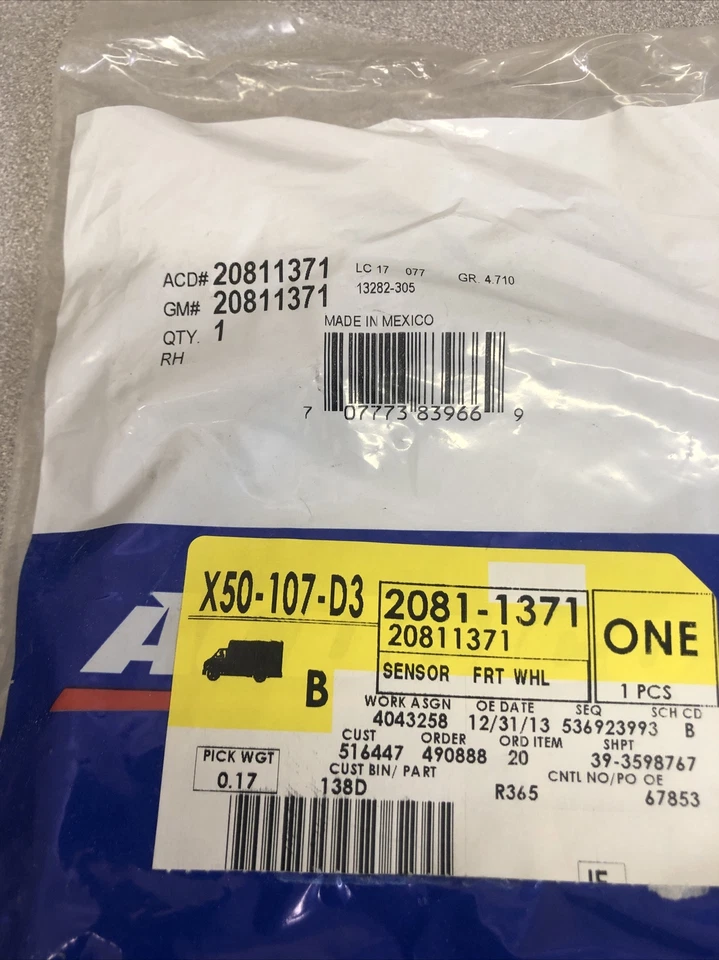 ACD# 20811371 LC 17 077 GR. 4.710
GM# 20811371 13282-305
QTY. 1 MADE IN MEXICO
RH
7 07773 83966 9
X50-107-D3 2081-1371 ONE
20811371
B SENSOR FRT WHL 1 PCS
WORK ASGN OE DATE SEQ SCH CD
4043258 12/31/13 536923993 B
CUST ORDER ORD ITEM SHPT
516447 490888 20 39-3598767
PICK WGT CUST BIN/ PART CNTL NO/PO OE
0.17 138D R365 67853